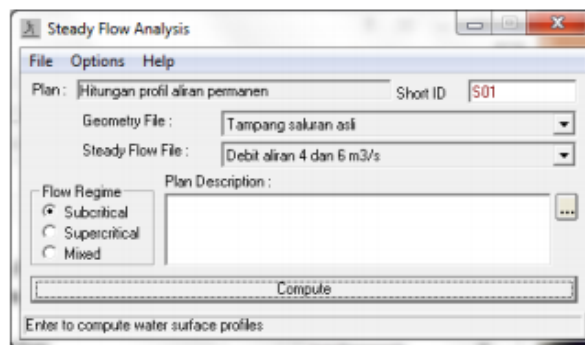 Steady Flow Analysis
File Options Help
Plan : Hitungan profil aliran permanen Short ID S01
Geometry File : Tampang saluran asli
Steady Flow File : Debit aliran 4 dan 6 m3/s
Plan Description :
Flow Regime
Subcritical
Supercritical
Mixed
...
Compute
Enter to compute water surface profiles